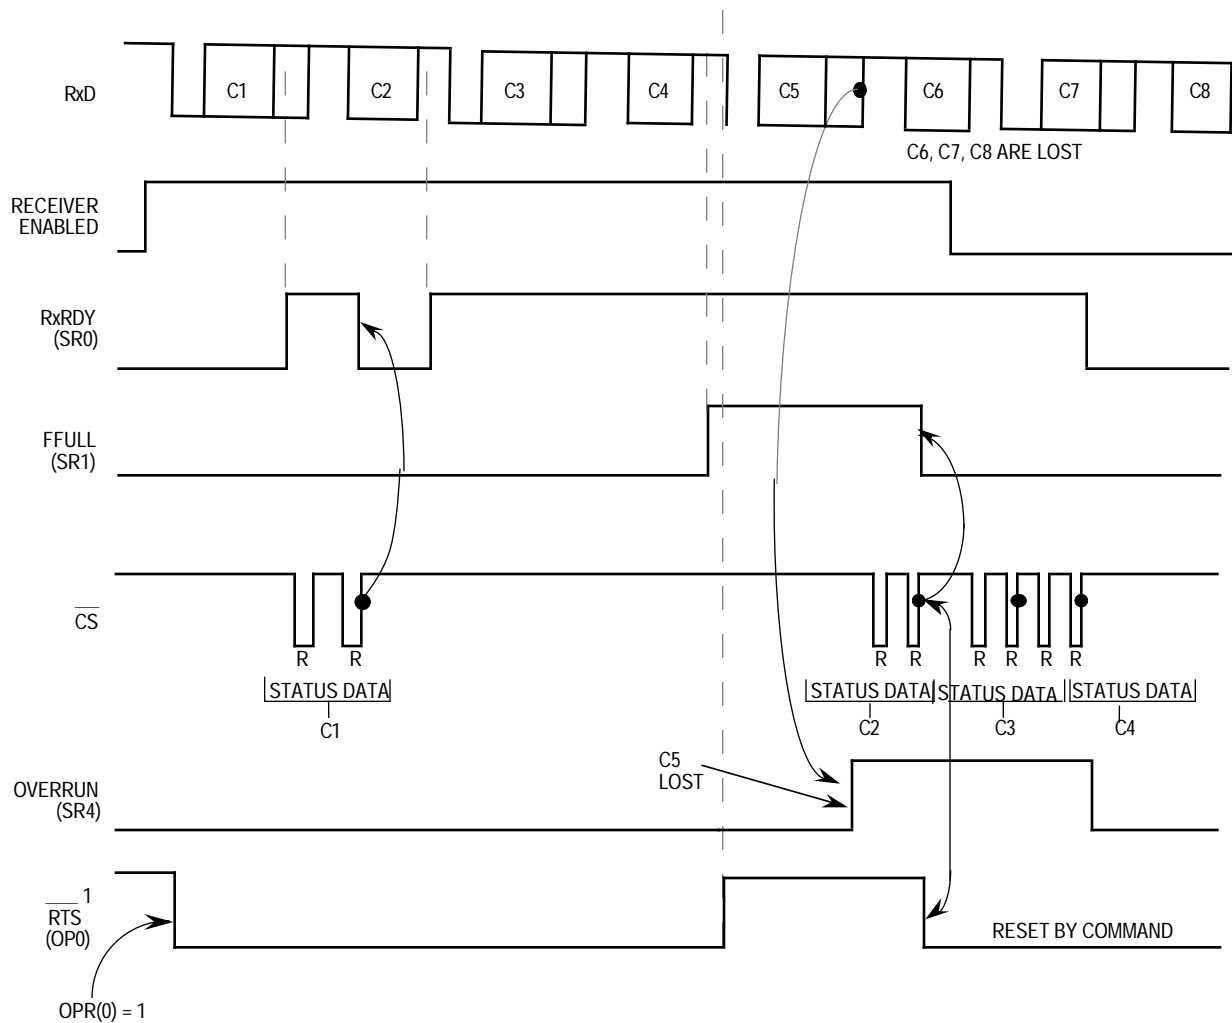 RxD
C1
C2
C3
C4
C5
C6
C7
C8
C6, C7, C8 ARE LOST
RECEIVER
ENABLED
RxRDY
(SR0)
FFULL
(SR1)
CS
R
R
R
R
R
R
R
R
STATUS DATA
STATUS DATA
STATUS DATA
STATUS DATA
C1
C2
C3
C4
C5
LOST
OVERRUN
(SR4)
RTS 1
(OP0)
RESET BY COMMAND
OPR(0) = 1